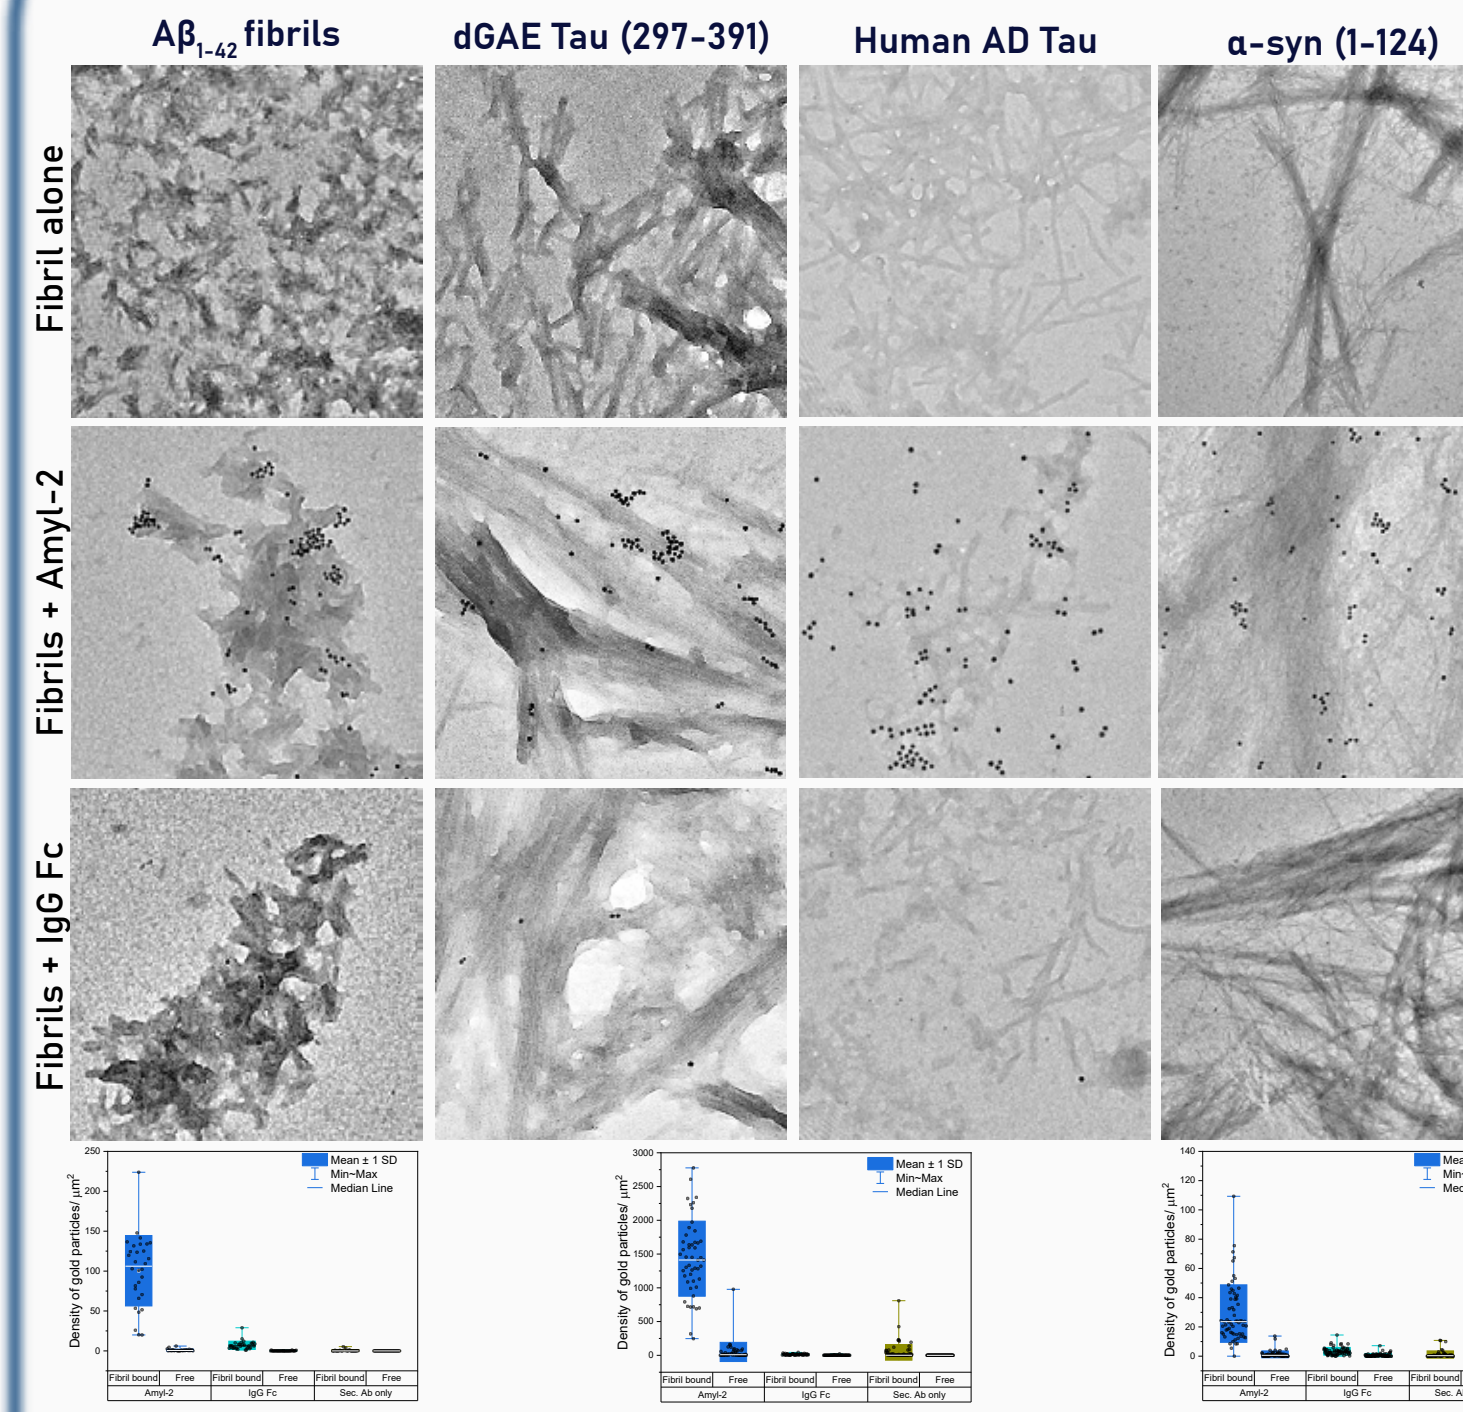 Aβ1-42 fibrils
dGAE Tau (297-391)
Human AD Tau
α-syn (1-124)
Fibril alone
Fibrils + Amyl-2
Fibrils + IgG Fc
Density of gold particles/ μm2
250
200
150
100
50
0
Mean ± 1 SD
Min~Max
Median Line
Fibril bound Free Fibril bound Free Fibril bound Free
Amyl-2 IgG Fc Sec. Ab only
Density of gold particles/ μm2
3000
2500
2000
1500
1000
500
0
Mean ± 1 SD
Min~Max
Median Line
Fibril bound Free Fibril bound Free Fibril bound Free
Amyl-2 IgG Fc Sec. Ab only
Density of gold particles/ μm2
140
120
100
80
60
40
20
0
Mea
Min~
Med
Fibril bound Free Fibril bound Free Fibril bound
Amyl-2 IgG Fc Sec. A